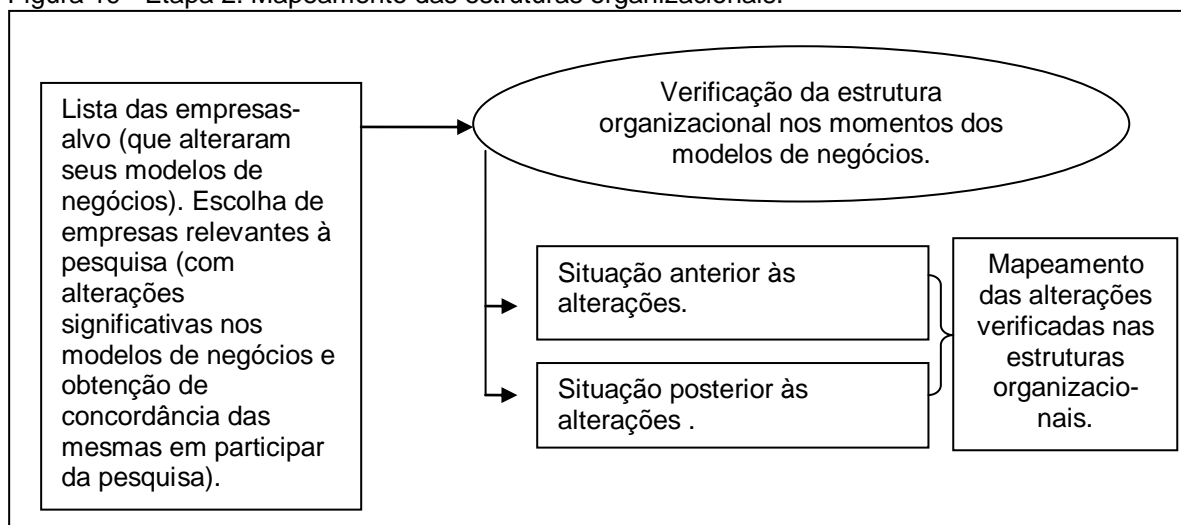 Figura 10 - Etapa 2: Mapeamento das estruturas organizacionais.
Lista das empresas-
alvo (que alteraram
seus modelos de
negócios). Escolha de
empresas relevantes à
pesquisa (com
alterações
significativas nos
modelos de negócios e
obtenção de
concordância das
mesmas em participar
da pesquisa).
Verificação da estrutura
organizacional nos momentos dos
modelos de negócios.
Situação anterior às
alterações.
Situação posterior às
alterações .
Mapeamento
das alterações
verificadas nas
estruturas
organizacio-
nais.